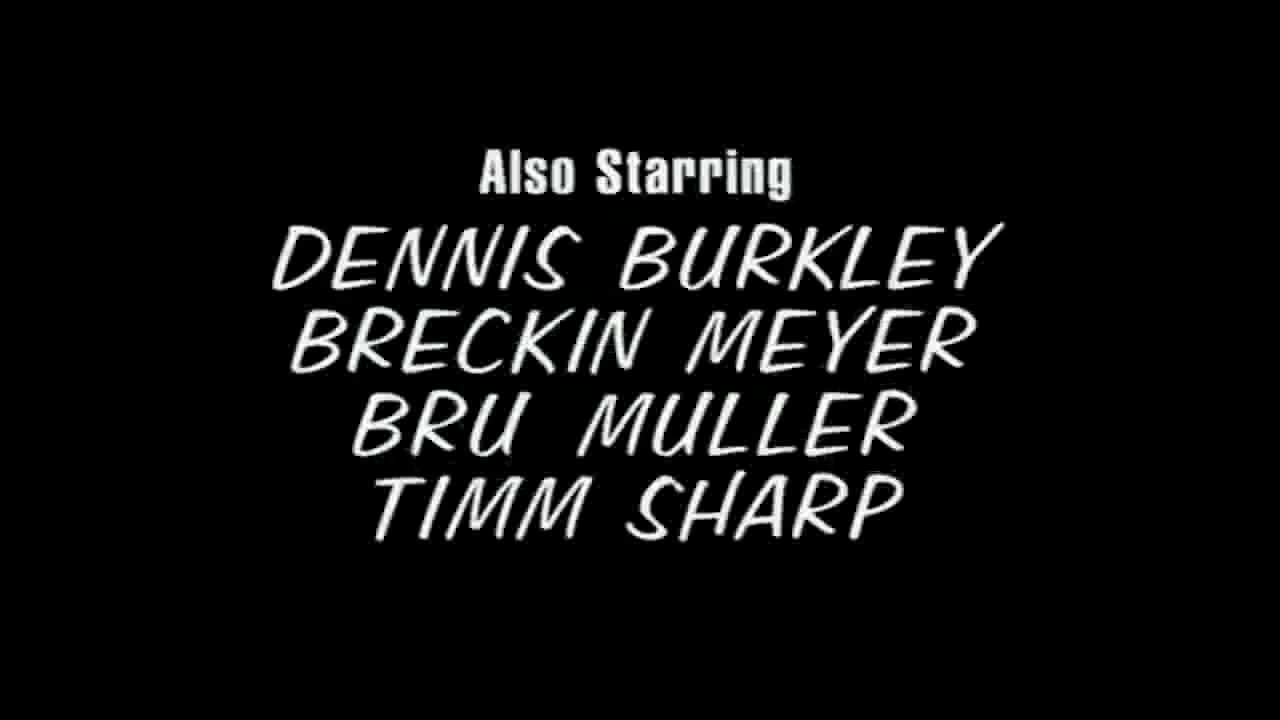 Also Starring
DENNIS BURKLEY
BRECKIN MEYER
BRU MULLER
TIMM SHARP